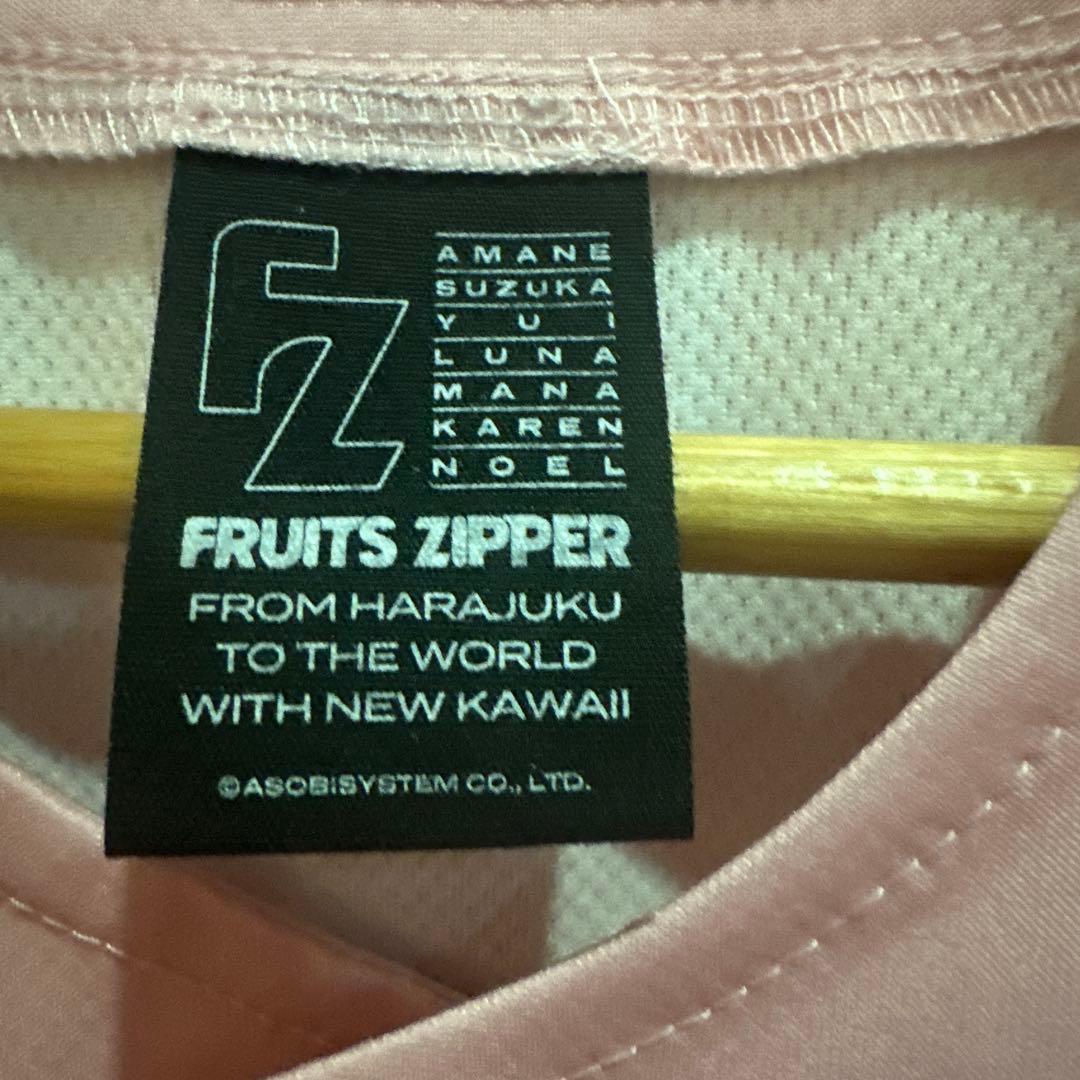 FZ
AMANE
SUZUKA
YUI
LUNA
MANA
KAREN
NOEL
FRUITS ZIPPER
FROM HARAJUKU
TO THE WORLD
WITH NEW KAWAII
©ASOBISYSTEM CO., LTD.